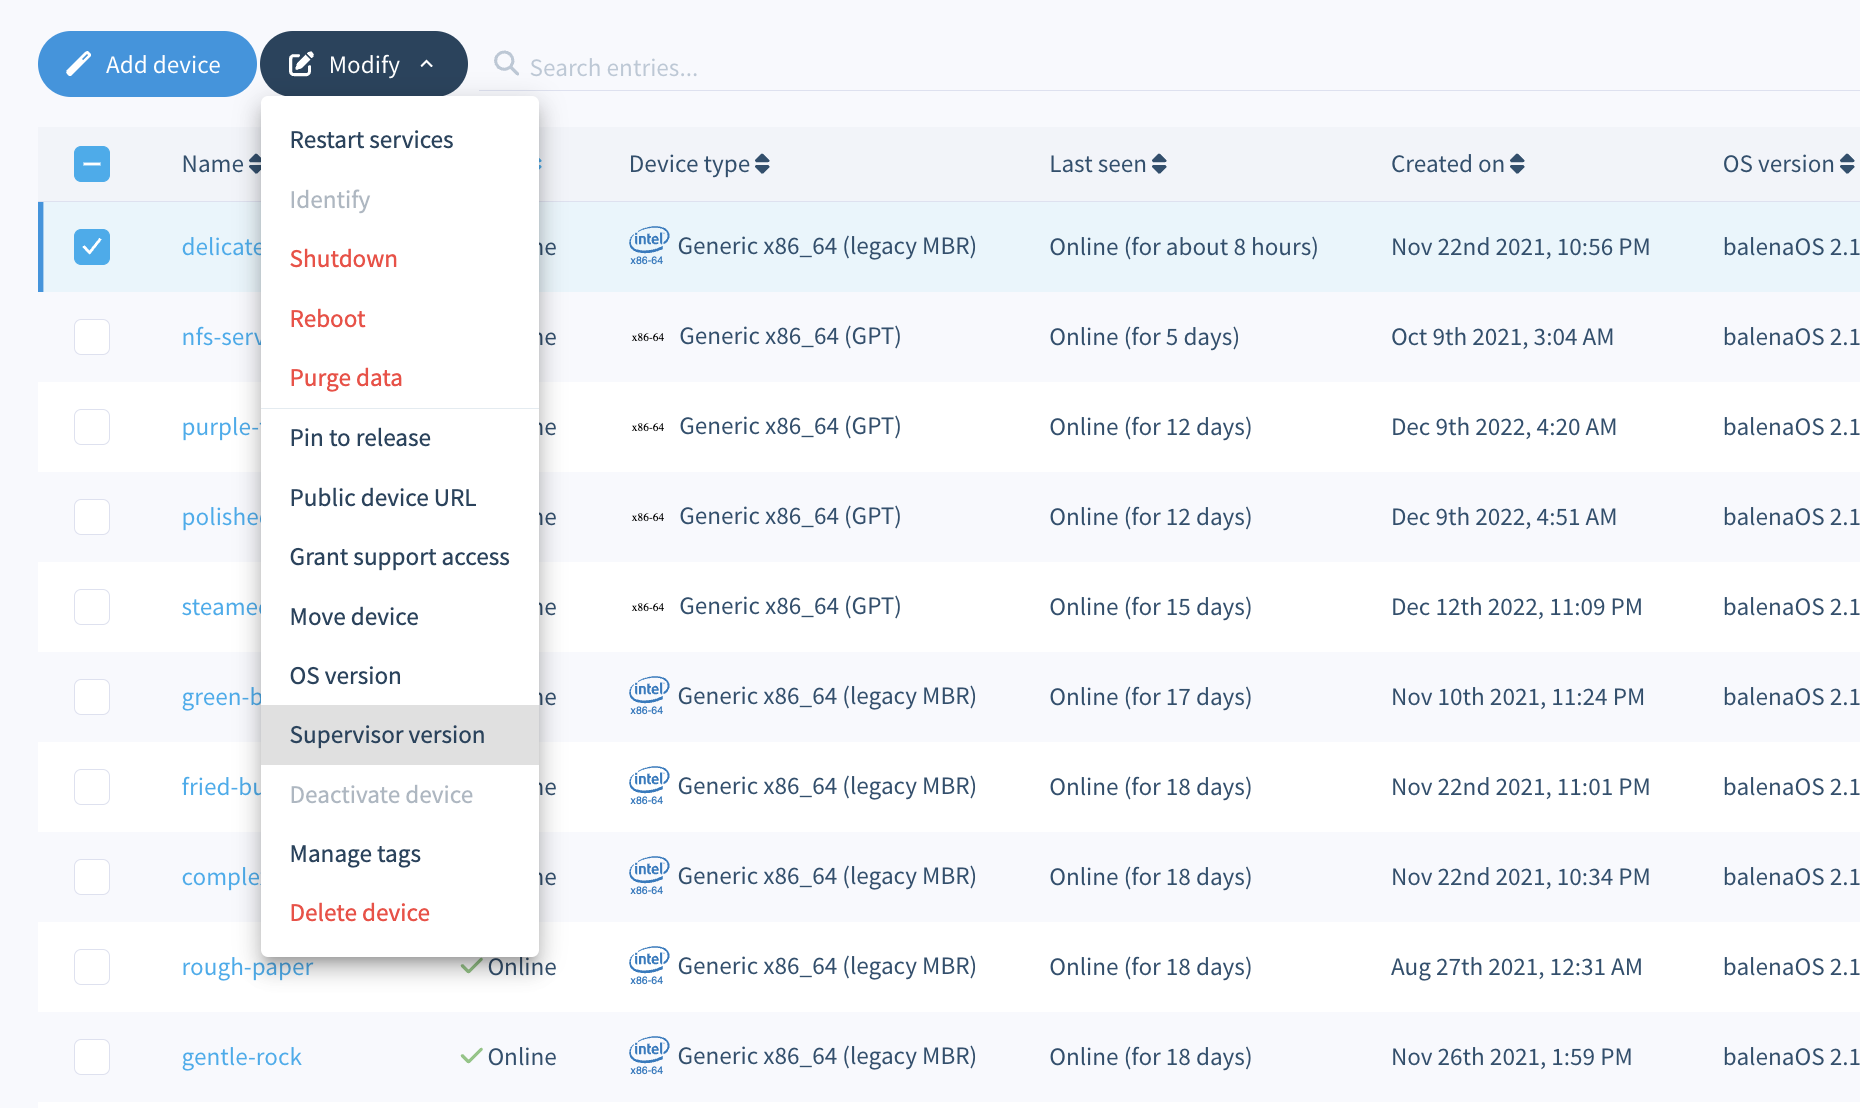 Add device Modify Search entries...
Name Device type Last seen Created on OS version
Restart services
Identify
Shutdown
Reboot
Purge data
Pin to release
Public device URL
Grant support access
Move device
OS version
Supervisor version
Deactivate device
Manage tags
Delete device
delicate ne intel x86-64 Generic x86_64 (legacy MBR) Online (for about 8 hours) Nov 22nd 2021, 10:56 PM balenaOS 2.1
nfs-serv ne x86-64 Generic x86_64 (GPT) Online (for 5 days) Oct 9th 2021, 3:04 AM balenaOS 2.1
purple- ne x86-64 Generic x86_64 (GPT) Online (for 12 days) Dec 9th 2022, 4:20 AM balenaOS 2.1
polishe ne x86-64 Generic x86_64 (GPT) Online (for 12 days) Dec 9th 2022, 4:51 AM balenaOS 2.1
steame ne x86-64 Generic x86_64 (GPT) Online (for 15 days) Dec 12th 2022, 11:09 PM balenaOS 2.1
green-b ne intel x86-64 Generic x86_64 (legacy MBR) Online (for 17 days) Nov 10th 2021, 11:24 PM balenaOS 2.1
fried-bu ne intel x86-64 Generic x86_64 (legacy MBR) Online (for 18 days) Nov 22nd 2021, 11:01 PM balenaOS 2.1
comple ne intel x86-64 Generic x86_64 (legacy MBR) Online (for 18 days) Nov 22nd 2021, 10:34 PM balenaOS 2.1
rough-paper Online intel x86-64 Generic x86_64 (legacy MBR) Online (for 18 days) Aug 27th 2021, 12:31 AM balenaOS 2.1
gentle-rock Online intel x86-64 Generic x86_64 (legacy MBR) Online (for 18 days) Nov 26th 2021, 1:59 PM balenaOS 2.1